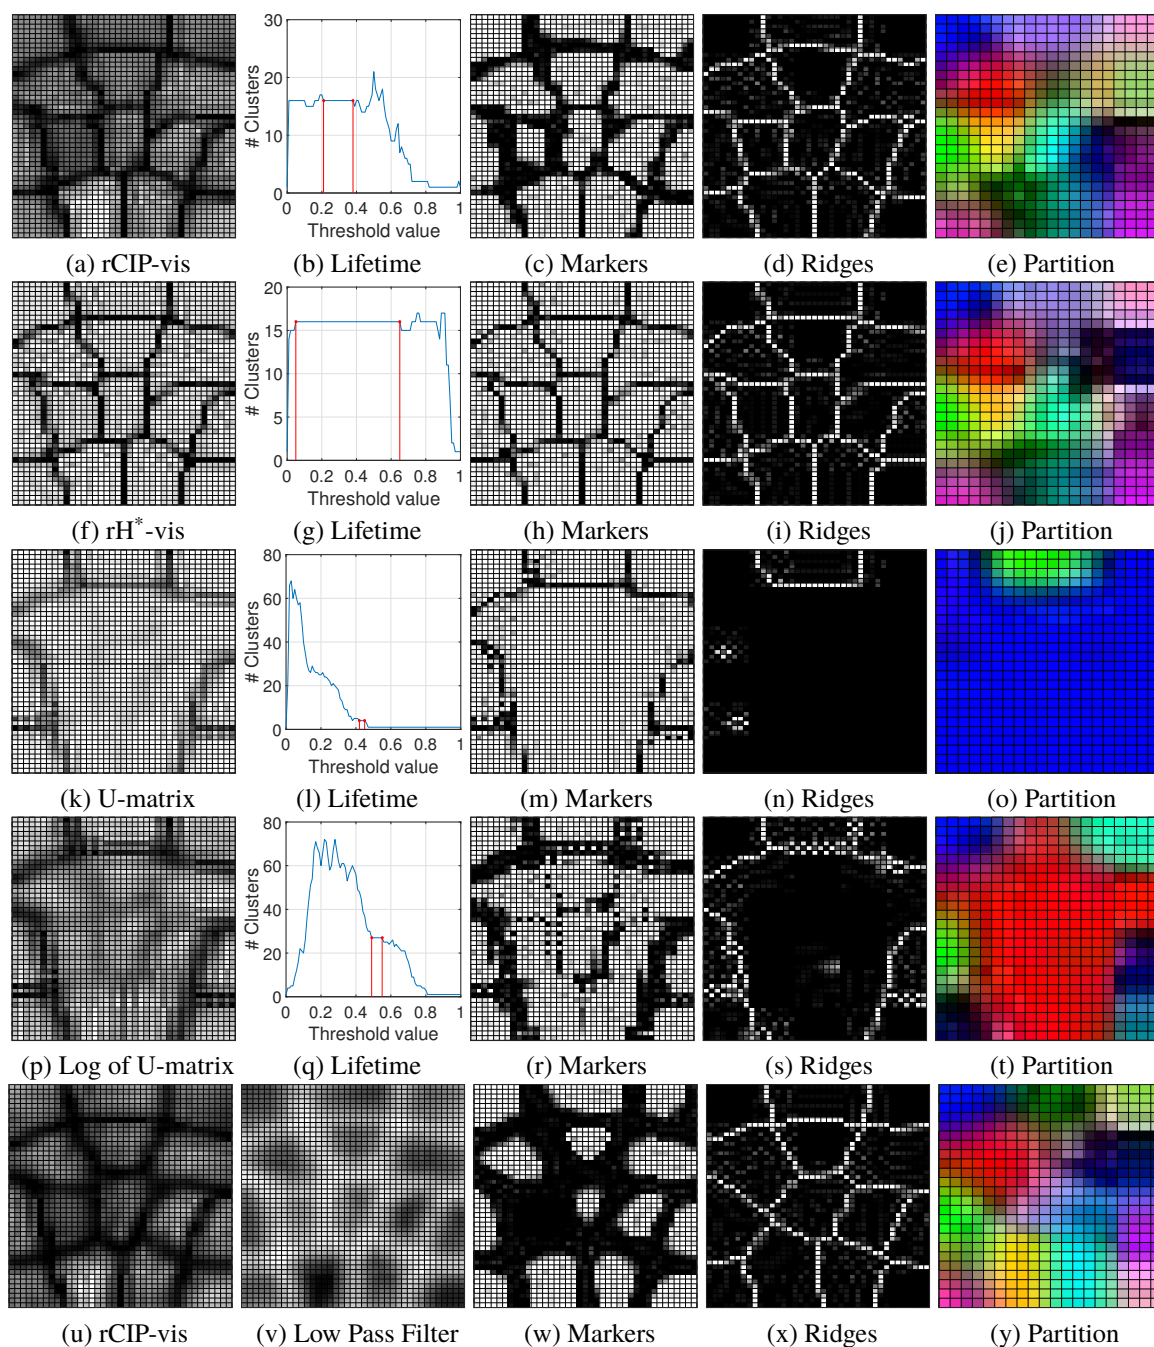 30
20
10
0
# Clusters
0 0.2 0.4 0.6 0.8 1
Threshold value
(a) rCIP-vis (b) Lifetime (c) Markers (d) Ridges (e) Partition
20
15
10
5
0
# Clusters
0 0.2 0.4 0.6 0.8 1
Threshold value
(f) rH*-vis (g) Lifetime (h) Markers (i) Ridges (j) Partition
80
60
40
20
0
# Clusters
0 0.2 0.4 0.6 0.8 1
Threshold value
(k) U-matrix (l) Lifetime (m) Markers (n) Ridges (o) Partition
80
60
40
20
0
# Clusters
0 0.2 0.4 0.6 0.8 1
Threshold value
(p) Log of U-matrix (q) Lifetime (r) Markers (s) Ridges (t) Partition
(u) rCIP-vis (v) Low Pass Filter (w) Markers (x) Ridges (y) Partition